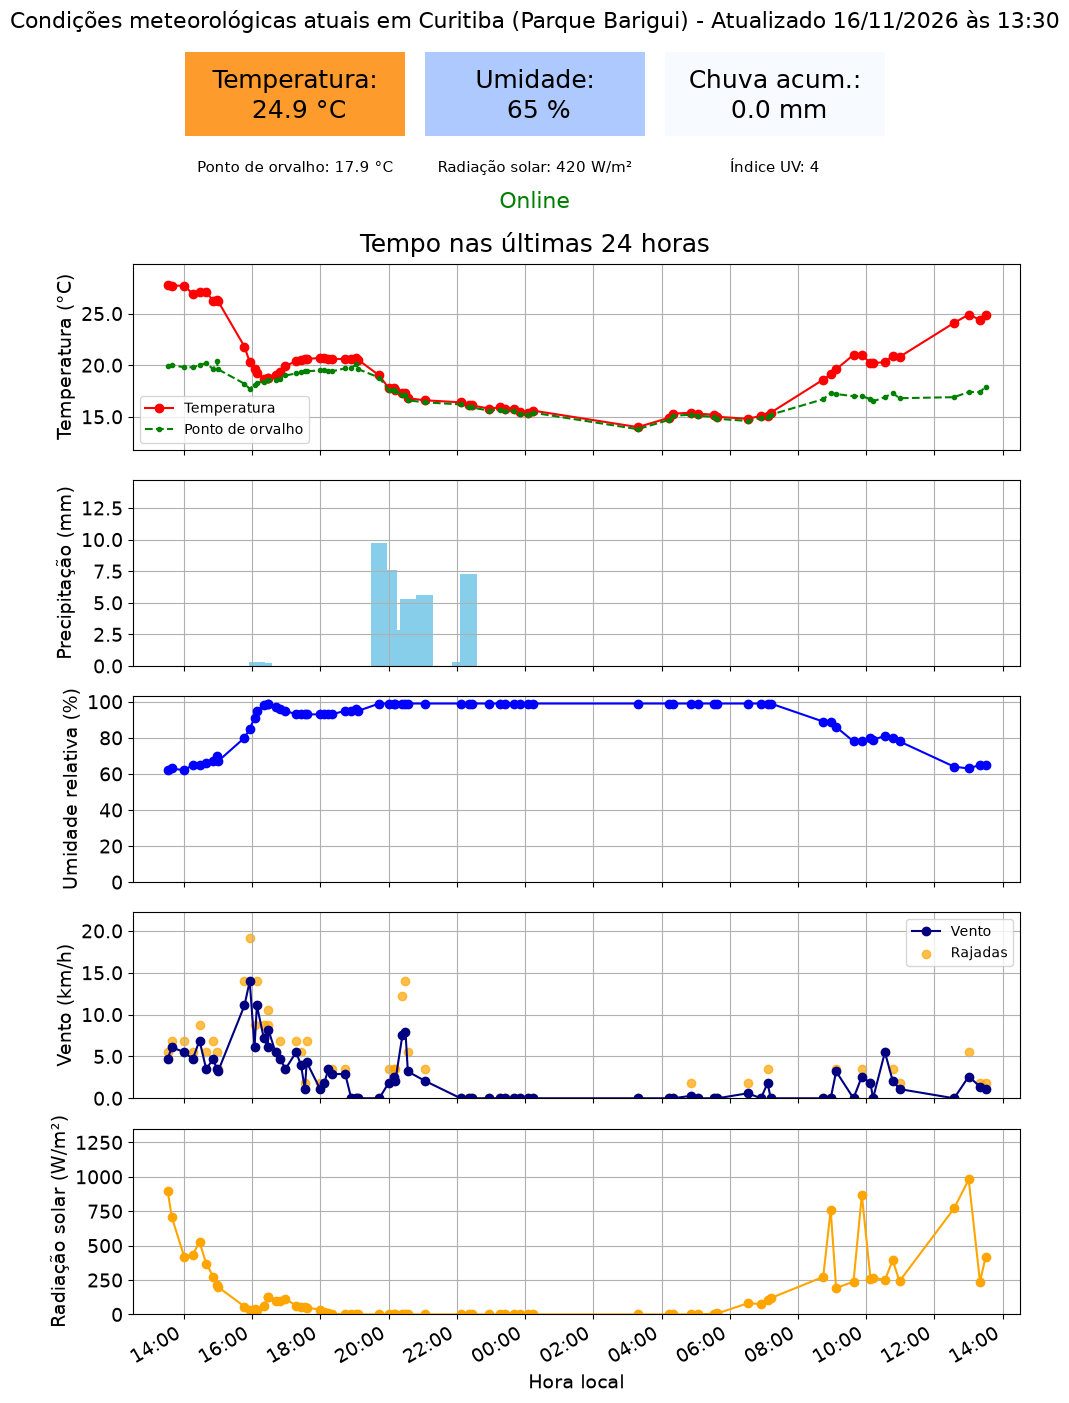 Condições meteorológicas atuais em Curitiba (Parque Barigui) - Atualizado 16/11/2026 às 13:30
Temperatura:
24.9 °C
Umidade:
65 %
Chuva acum.:
0.0 mm
Ponto de orvalho: 17.9 °C
Radiação solar: 420 W/m²
Índice UV: 4
Online
Tempo nas últimas 24 horas
Temperatura (°C)
25.0
20.0
15.0
Temperatura
Ponto de orvalho
Precipitação (mm)
12.5
10.0
7.5
5.0
2.5
0.0
Umidade relativa (%)
100
80
60
40
20
0
Vento (km/h)
20.0
15.0
10.0
5.0
0.0
Vento
Rajadas
Radiação solar (W/m²)
1250
1000
750
500
250
0
14:00
16:00
18:00
20:00
22:00
00:00
02:00
04:00
06:00
08:00
10:00
12:00
14:00
Hora local